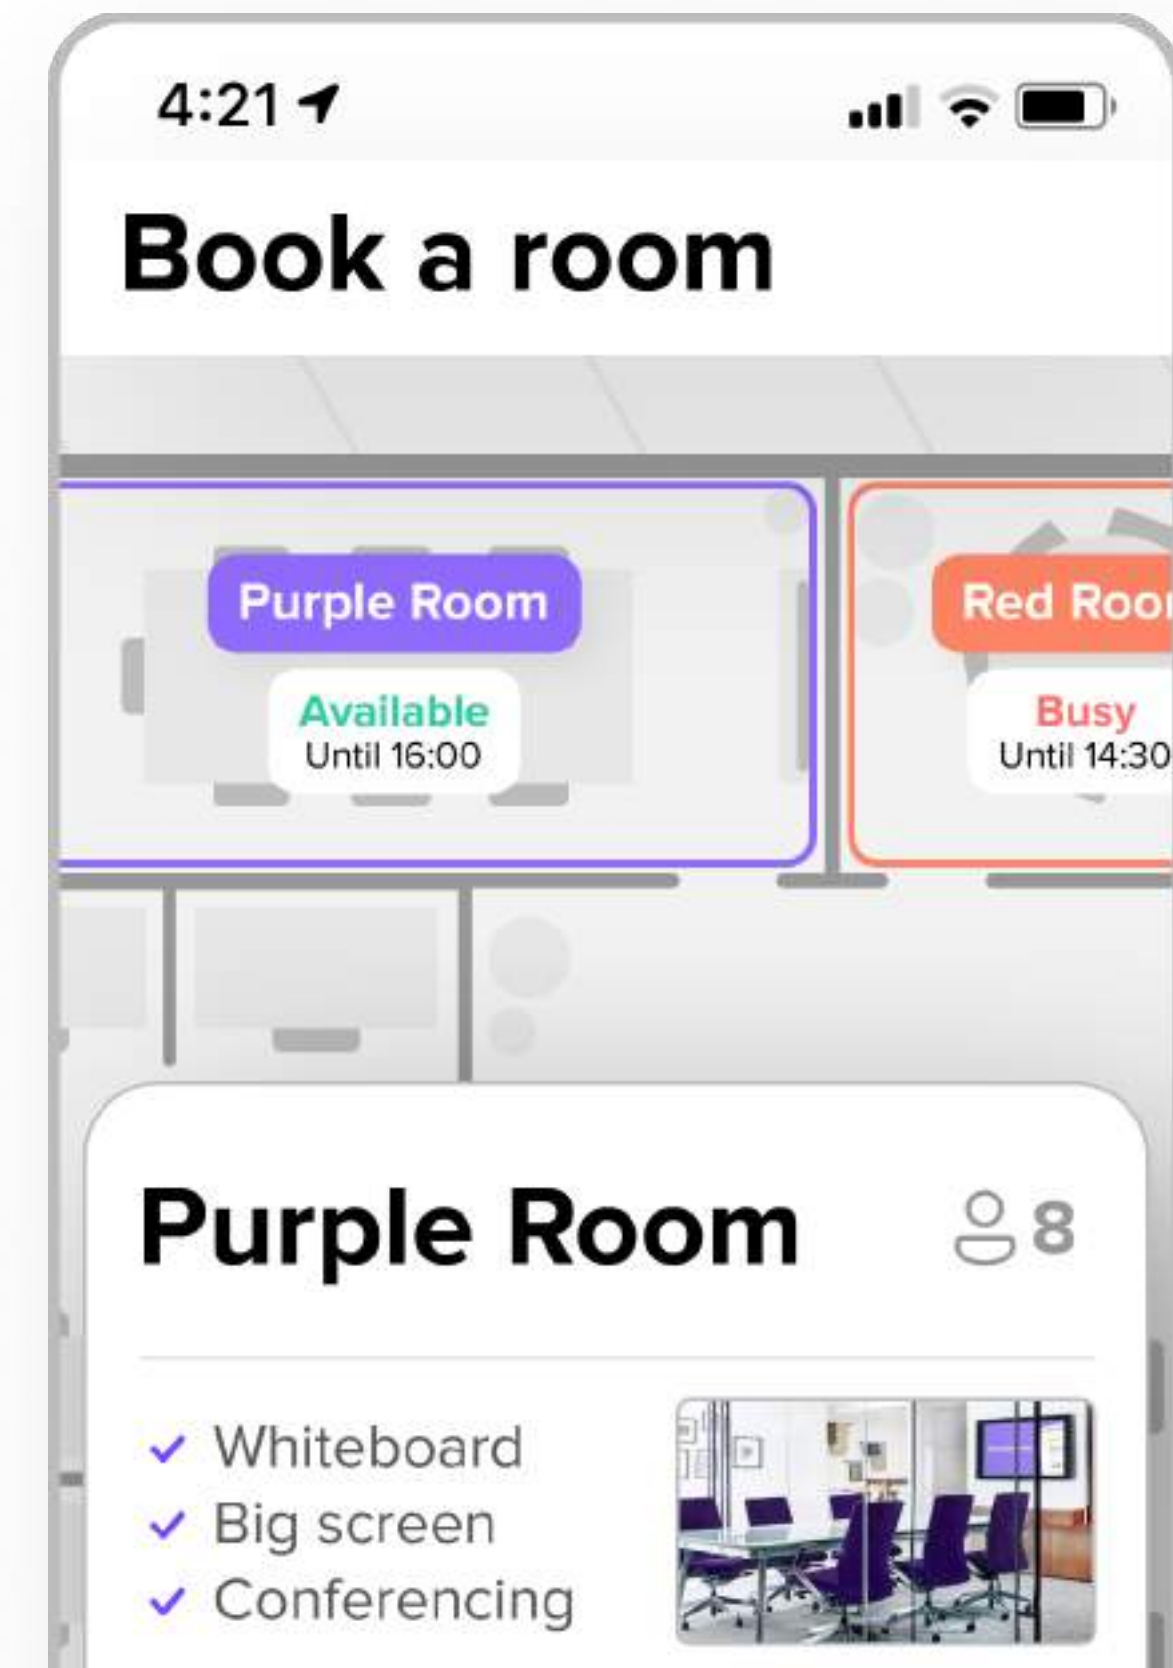 4:21
Book a room
Purple Room
Available
Until 16:00
Red Roo
Busy
Until 14:30
Purple Room
8
Whiteboard
Big screen
Conferencing